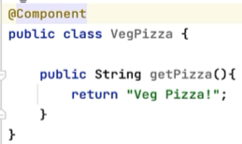 @Component
public class VegPizza {
public String getPizza(){
return "Veg Pizza!";
}
}